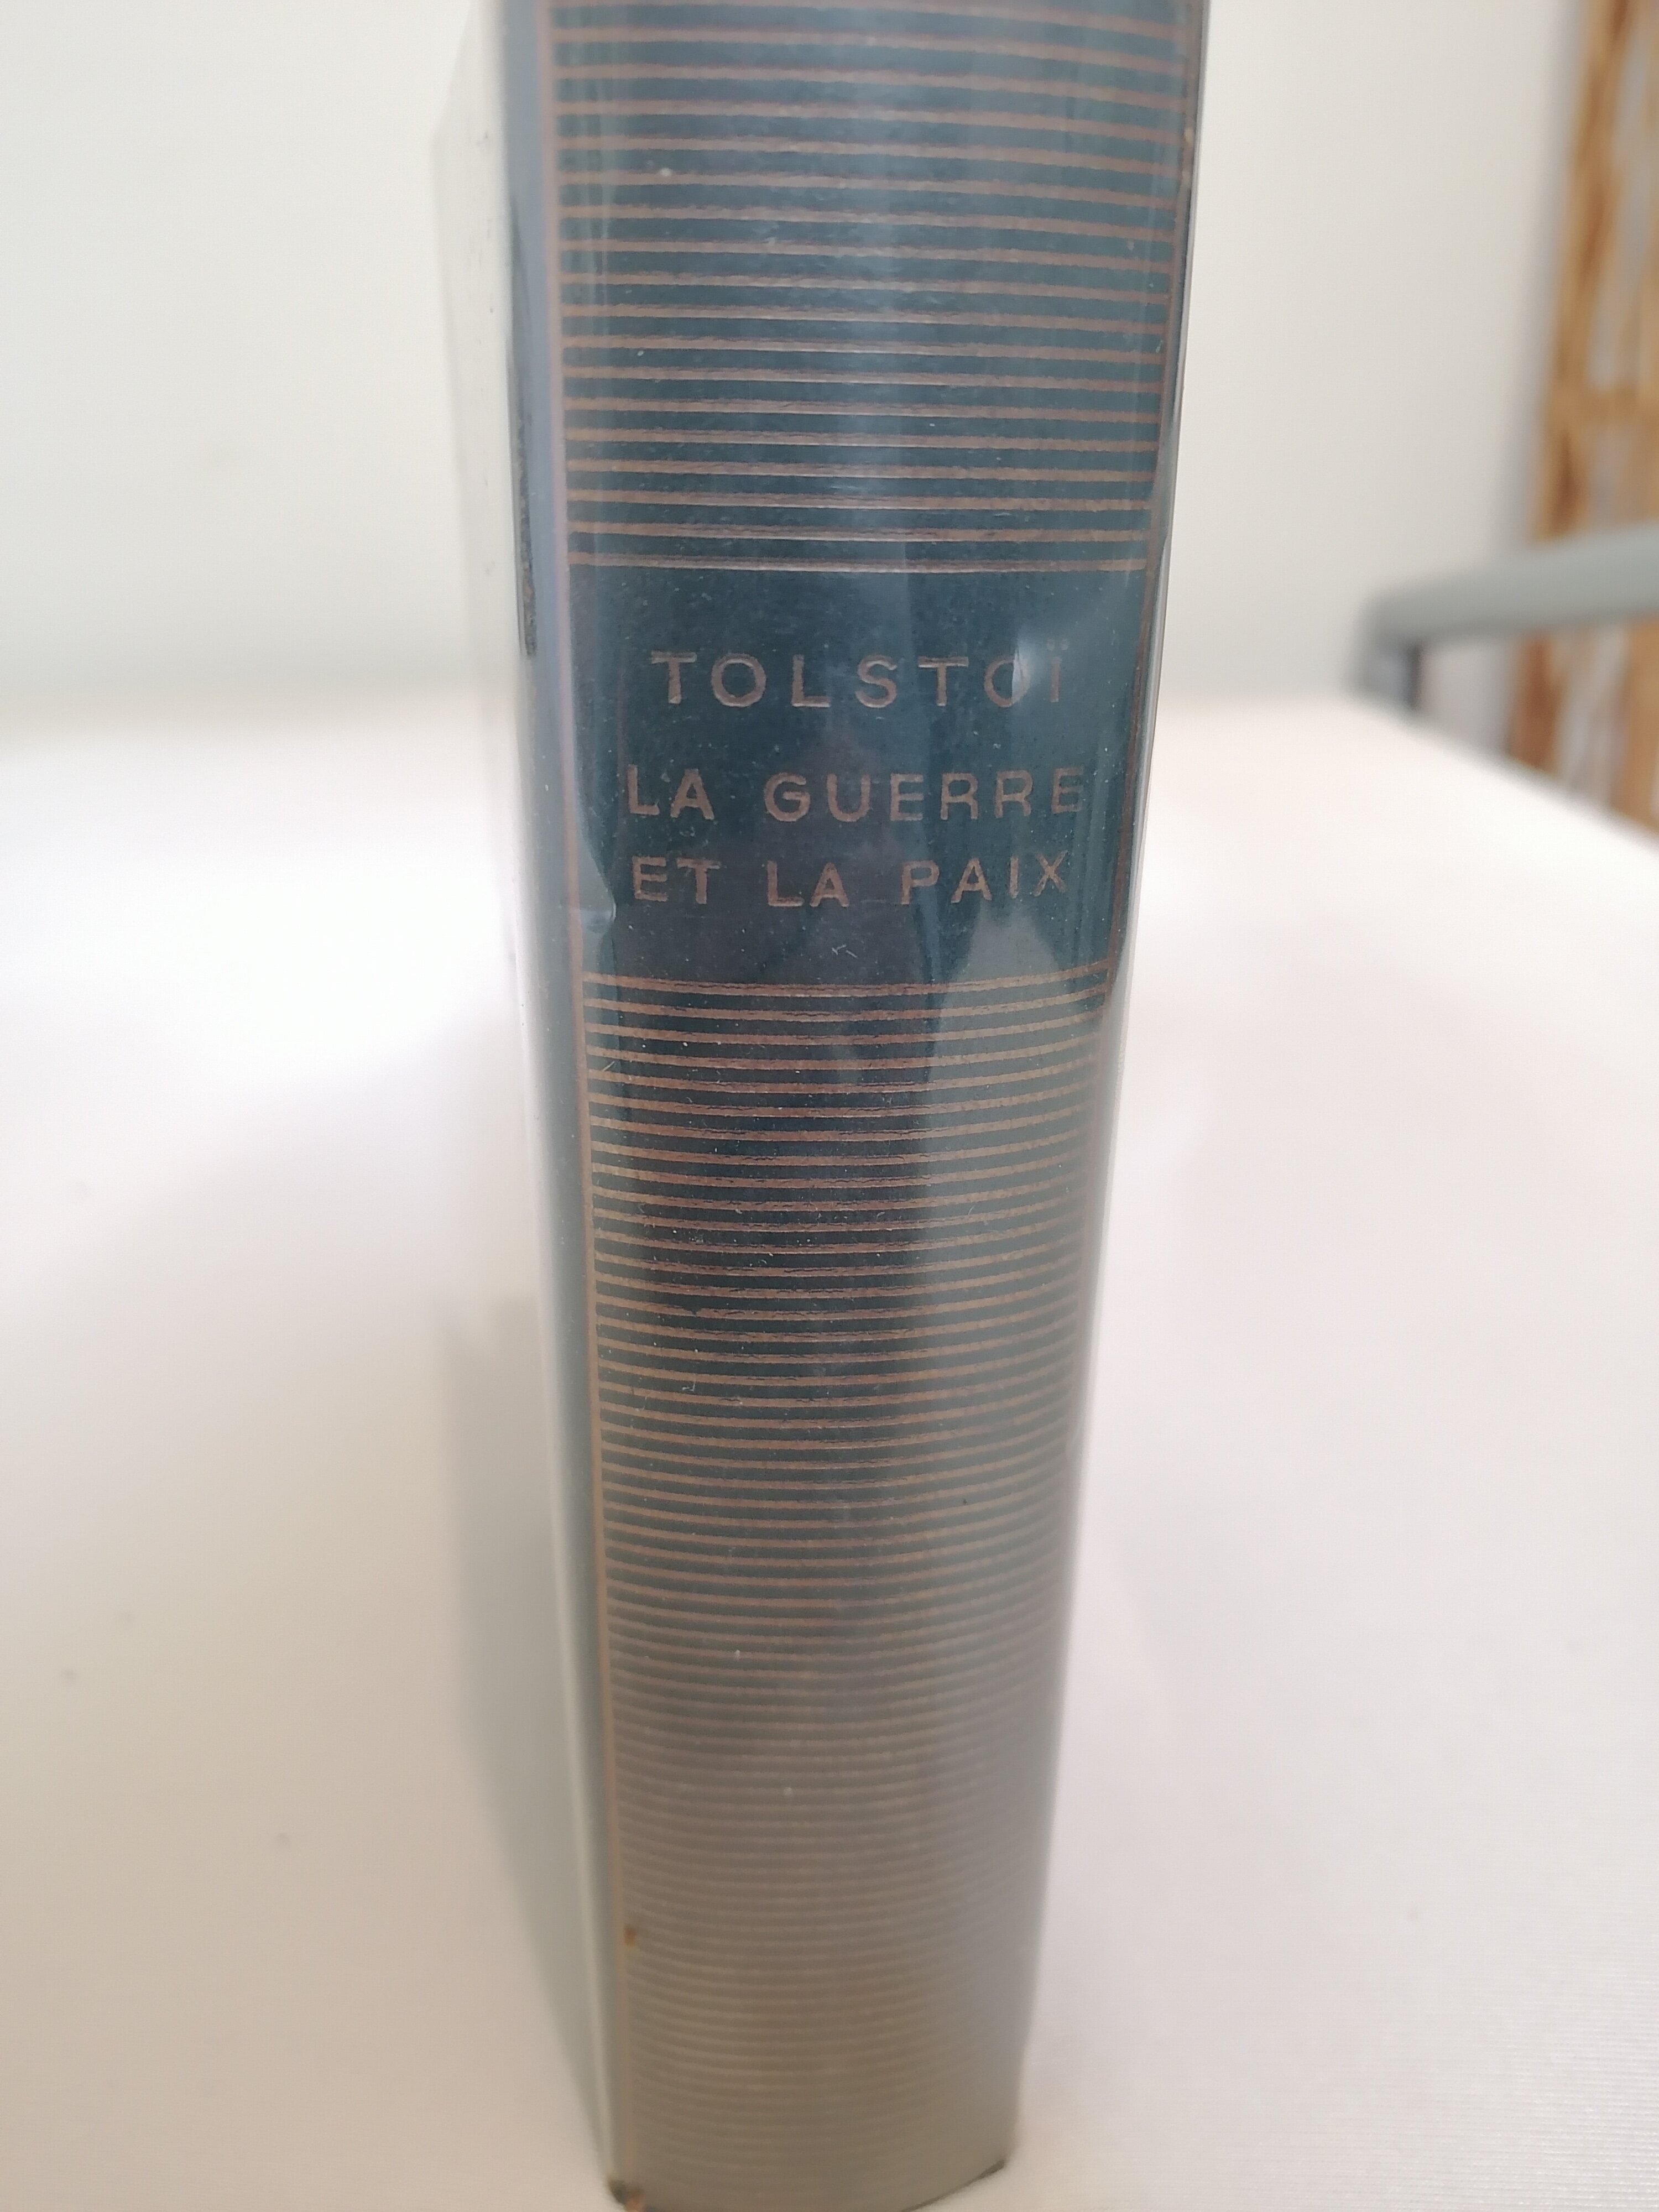 TOLSTOÏ
LA GUERRE
ET LA PAIX